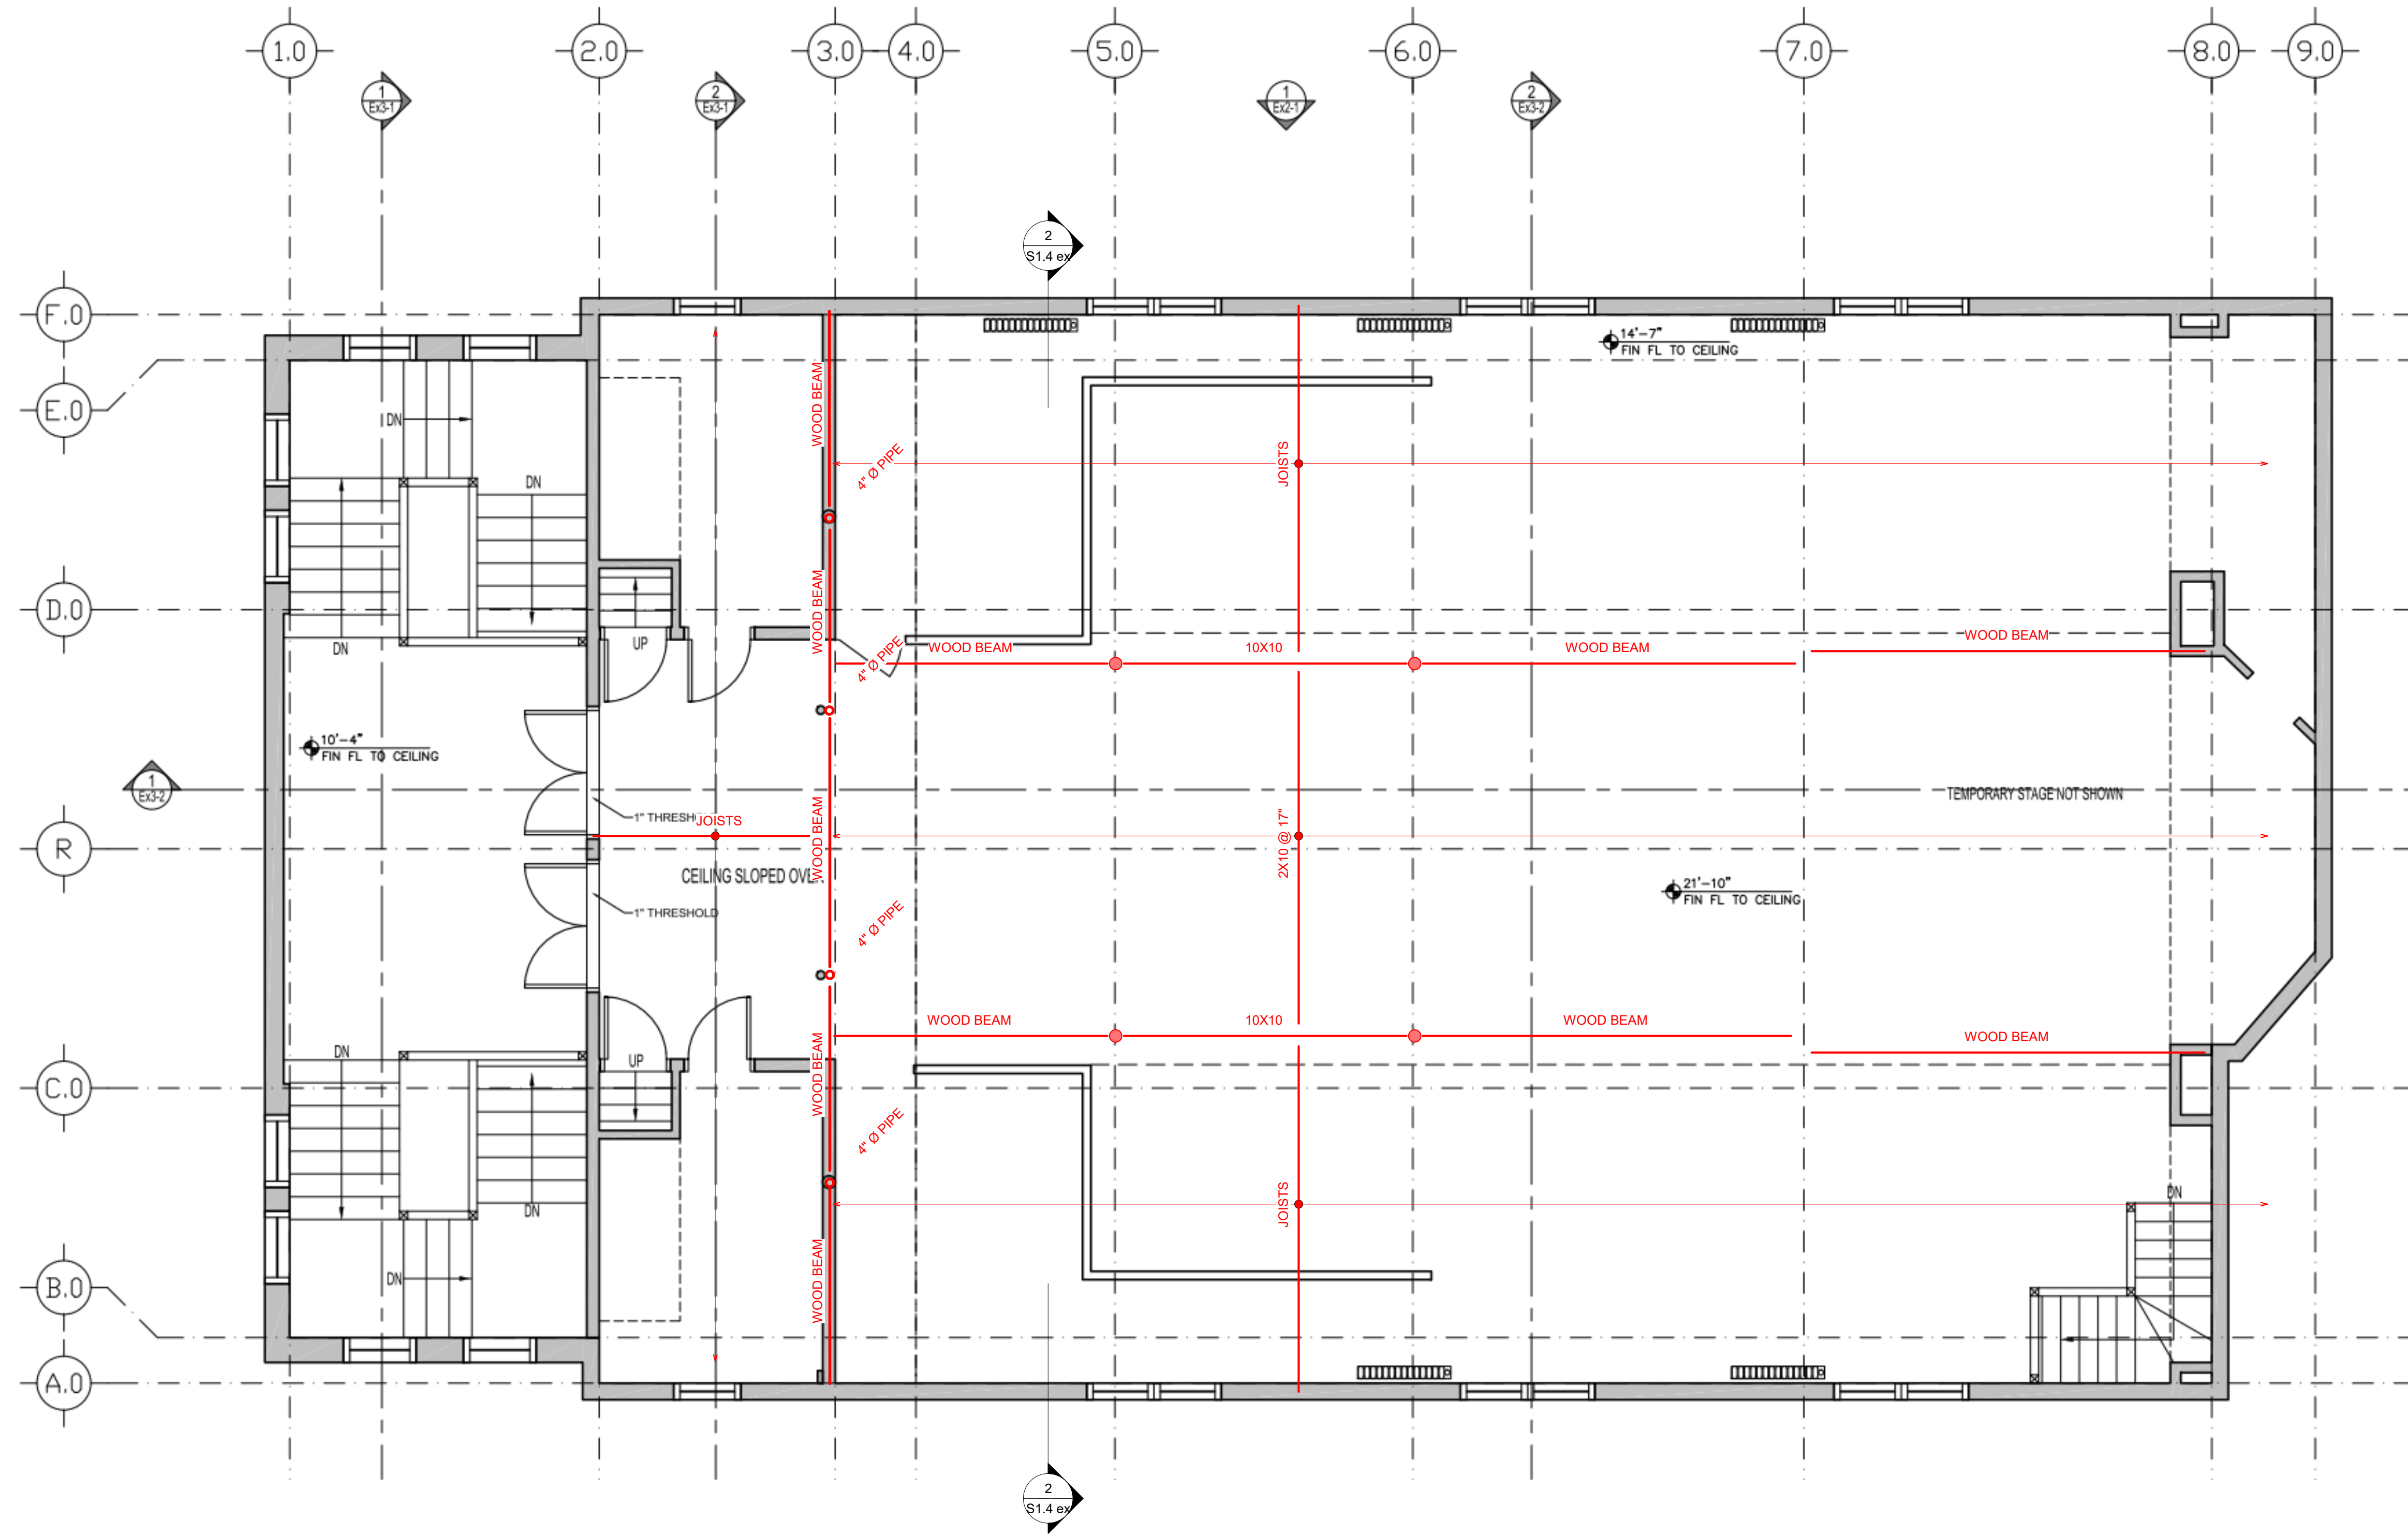 1.0
2.0
3.0
4.0
5.0
6.0
7.0
8.0
9.0
1
Ex3-1
2
Ex3-1
1
Ex2-1
2
Ex3-2
2
S1.4 ex
F.0
E.0
D.0
R
C.0
B.0
A.0
1
Ex3-2
14'-7"
FIN FL TO CEILING
DN
DN
DN
UP
WOOD BEAM
WOOD BEAM
WOOD BEAM
WOOD BEAM
WOOD BEAM
4" Ø PIPE
4" Ø PIPE
4" Ø PIPE
4" Ø PIPE
JOISTS
WOOD BEAM
10X10
WOOD BEAM
WOOD BEAM
10'-4"
FIN FL TO CEILING
TEMPORARY STAGE NOT SHOWN
1" THRESH
JOISTS
2X10 @ 17"
CEILING SLOPED OVE
21'-10"
FIN FL TO CEILING
1" THRESHOLD
WOOD BEAM
10X10
WOOD BEAM
WOOD BEAM
DN
UP
DN
DN
JOISTS
DN
2
S1.4 ex